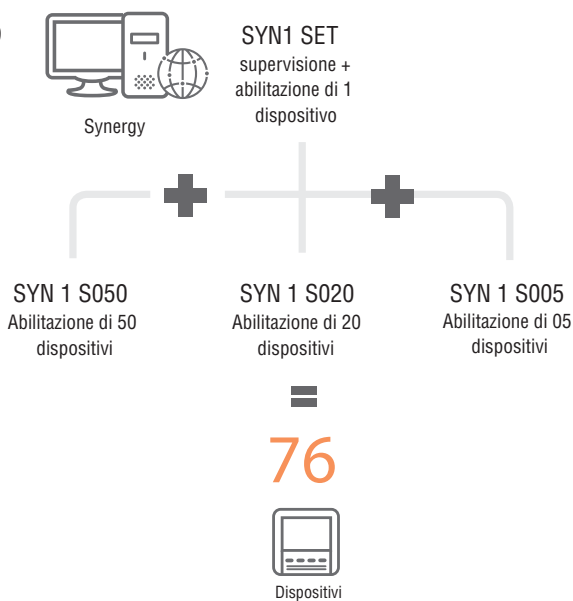 )
Synergy
SYN1 SET
supervisione +
abilitazione di 1
dispositivo
SYN 1 S050
Abilitazione di 50
dispositivi
SYN 1 S020
Abilitazione di 20
dispositivi
SYN 1 S005
Abilitazione di 05
dispositivi
=
76
Dispositivi